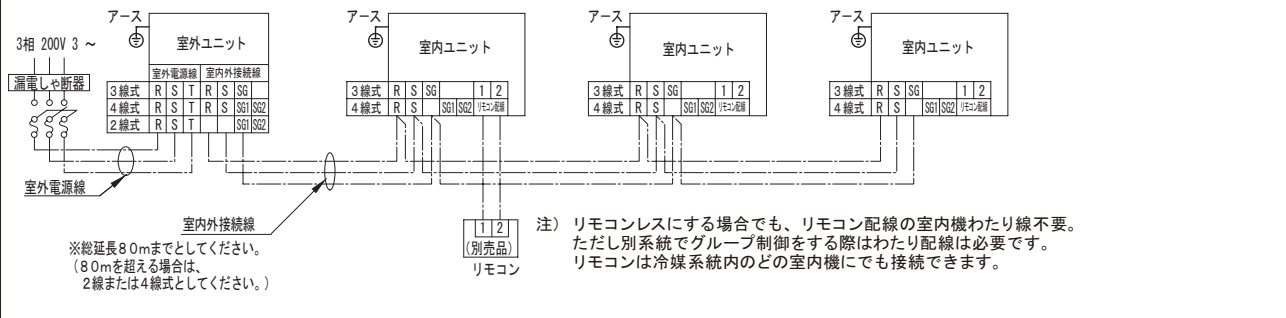 アース
3相 200V 3 ～
漏電しゃ断器
室外ユニット
室外電源線 室内外接続線
3線式 R S T R S SG
4線式 R S T R S SG1 SG2
2線式 R S T SG1 SG2
室外電源線
室内外接続線
※総延長80mまでとしてください。
(80mを超える場合は、
2線または4線式としてください。)
アース
室内ユニット
3線式 R S SG 1 2
4線式 R S SG1 SG2 リモコン配線
アース
室内ユニット
3線式 R S SG 1 2
4線式 R S SG1 SG2 リモコン配線
アース
室内ユニット
3線式 R S SG 1 2
4線式 R S SG1 SG2 リモコン配線
1 2
(別売品)
リモコン
注) リモコンレスにする場合でも、リモコン配線の室内機わたり線不要。
ただし別系統でグループ制御をする際はわたり配線は必要です。
リモコンは冷媒系統内のどの室内機にでも接続できます。